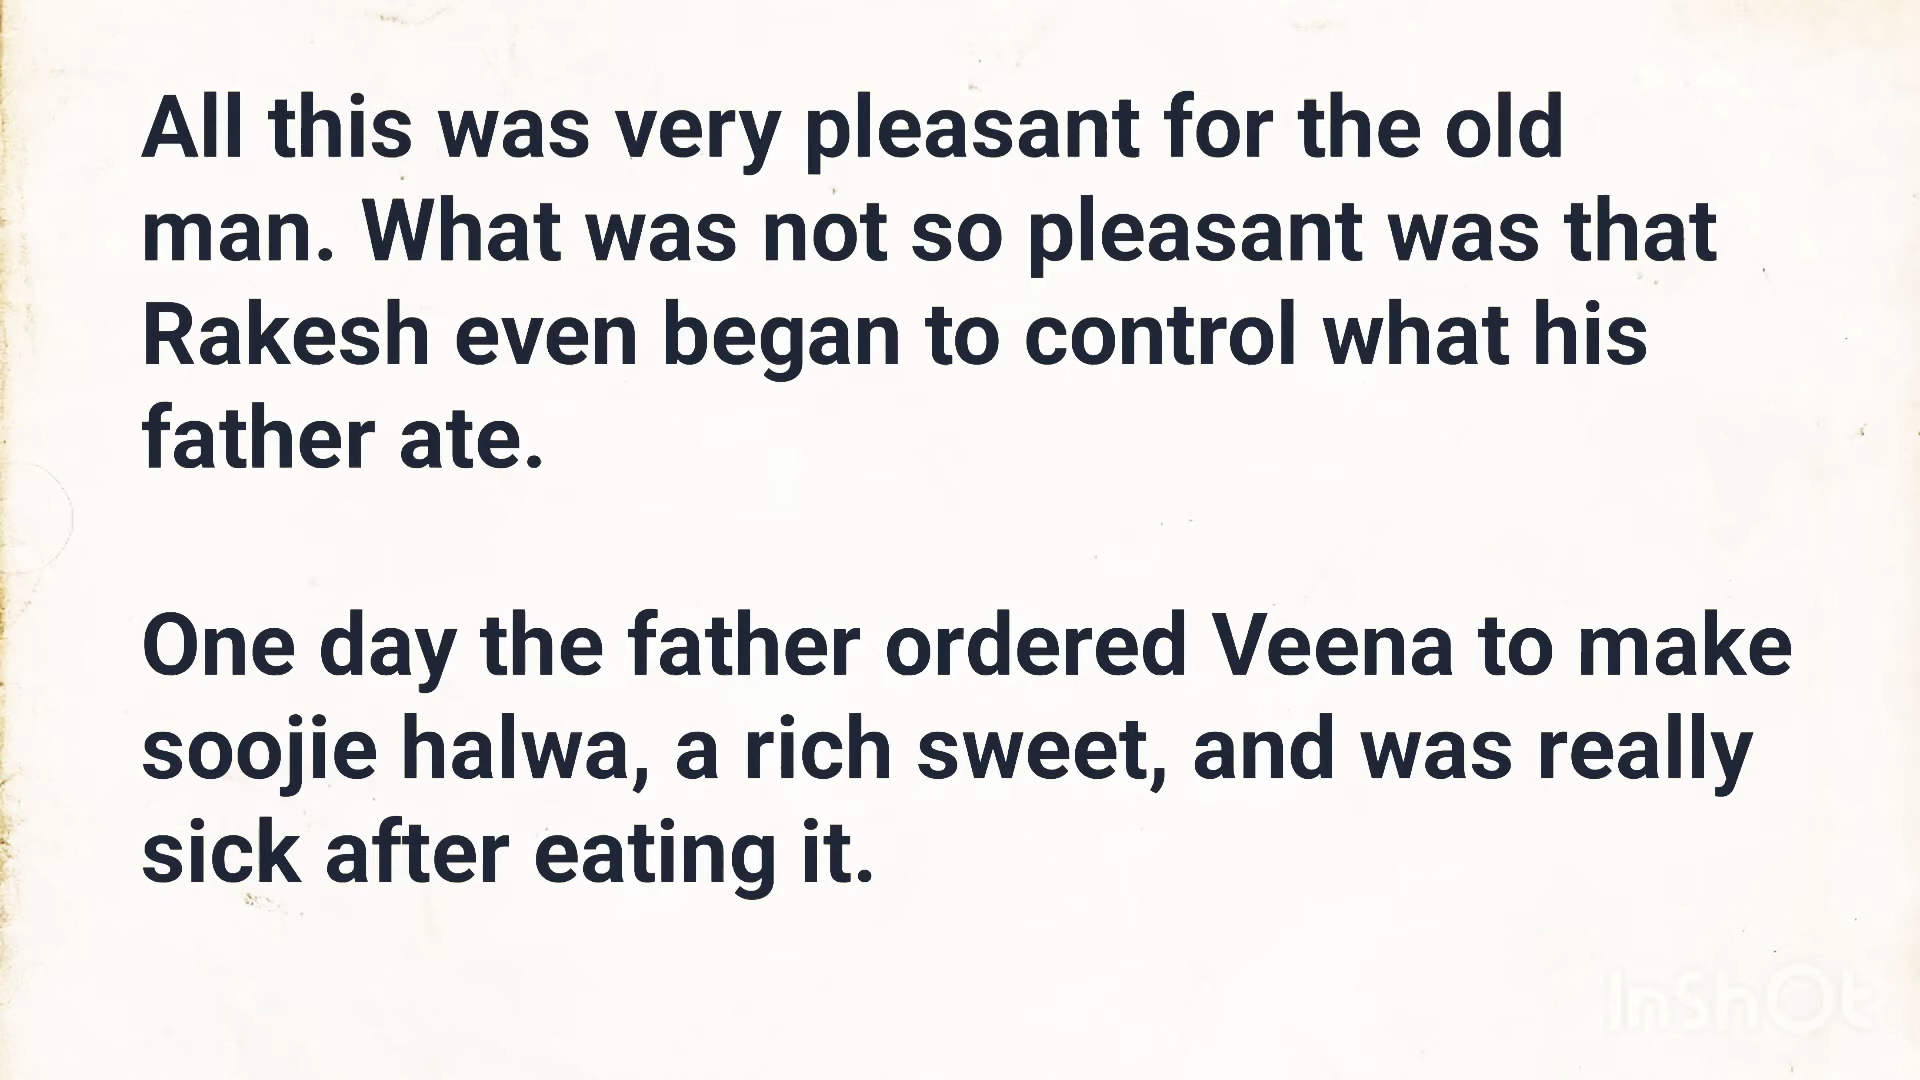 All this was very pleasant for the old
man. What was not so pleasant was that
Rakesh even began to control what his
father ate.
One day the father ordered Veena to make
soojie halwa, a rich sweet, and was really
sick after eating it.
InShOt